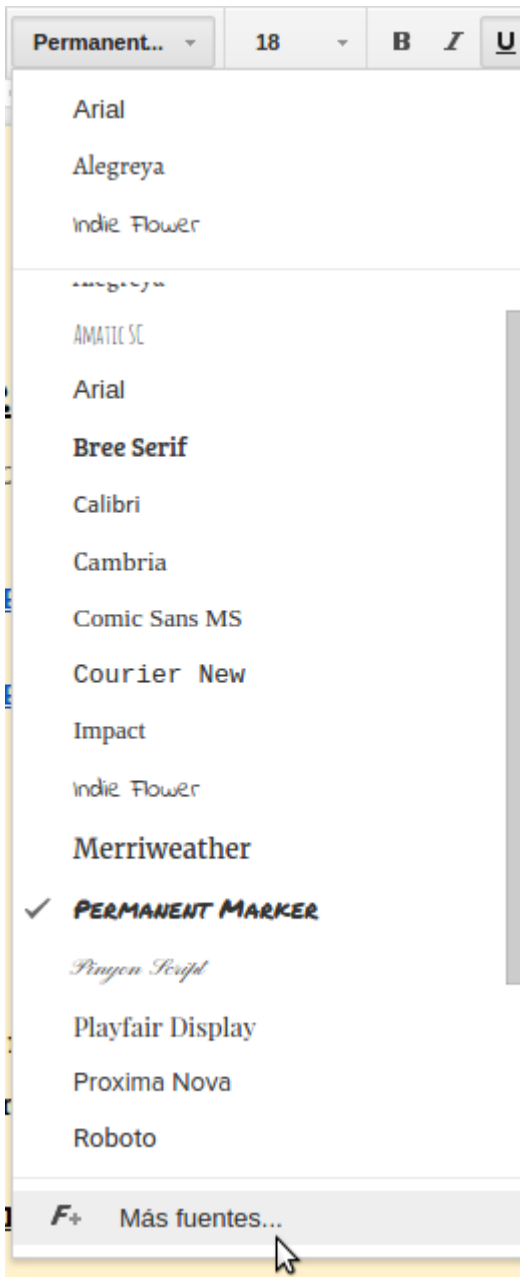 Permanent... 18 B I U
Arial
Alegreya
Indie Flower
Alegreya
Amatic SC
Arial
Bree Serif
Calibri
Cambria
Comic Sans MS
Courier New
Impact
Indie Flower
Merriweather
Permanent Marker
Pinyon Script
Playfair Display
Proxima Nova
Roboto
F+ Más fuentes...